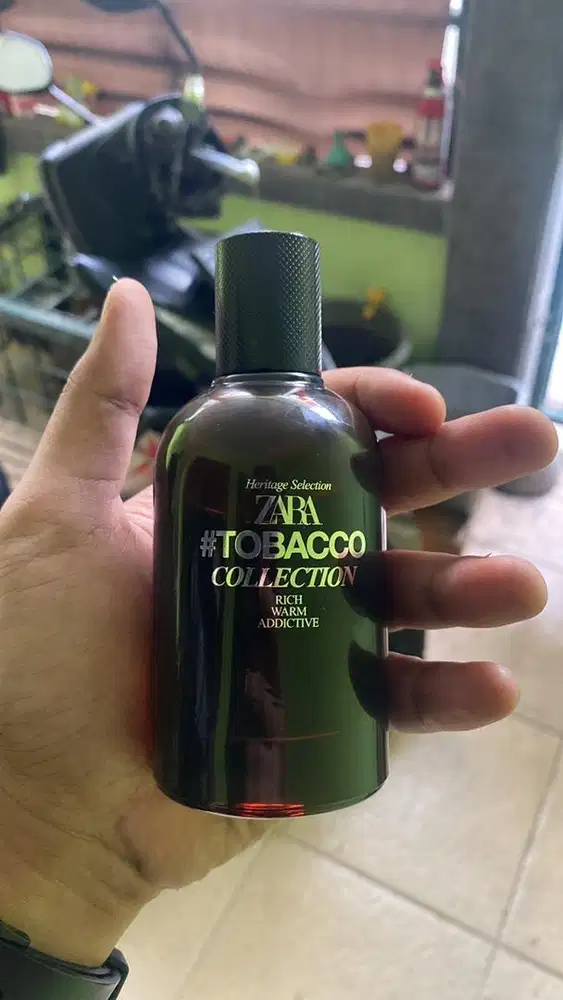 Heritage Selection
ZARA
#TOBACCO
COLLECTION
RICH
WARM
ADDICTIVE